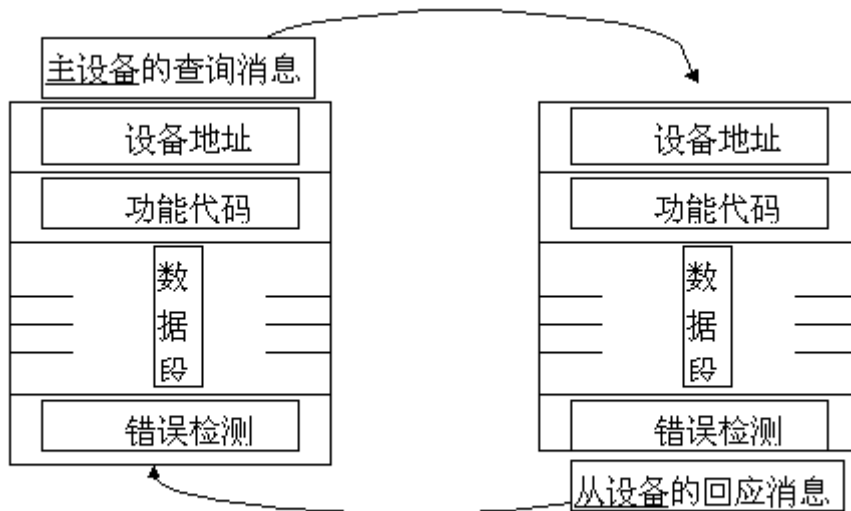 主设备的查询消息
设备地址
功能代码
数
据
段
错误检测
设备地址
功能代码
数
据
段
错误检测
从设备的回应消息